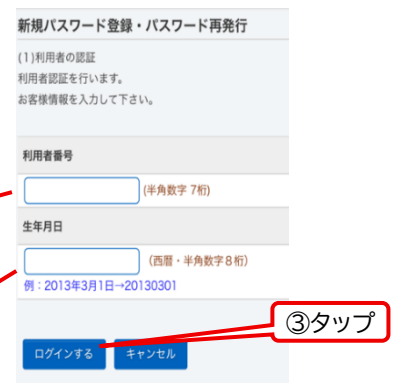 新規パスワード登録・パスワード再発行
(1)利用者の認証
利用者認証を行います。
お客様情報を入力して下さい。
利用者番号
(半角数字 7桁)
生年月日
（西暦・半角数字８桁）
例：2013年3月1日→20130301
③タップ
ログインする キャンセル